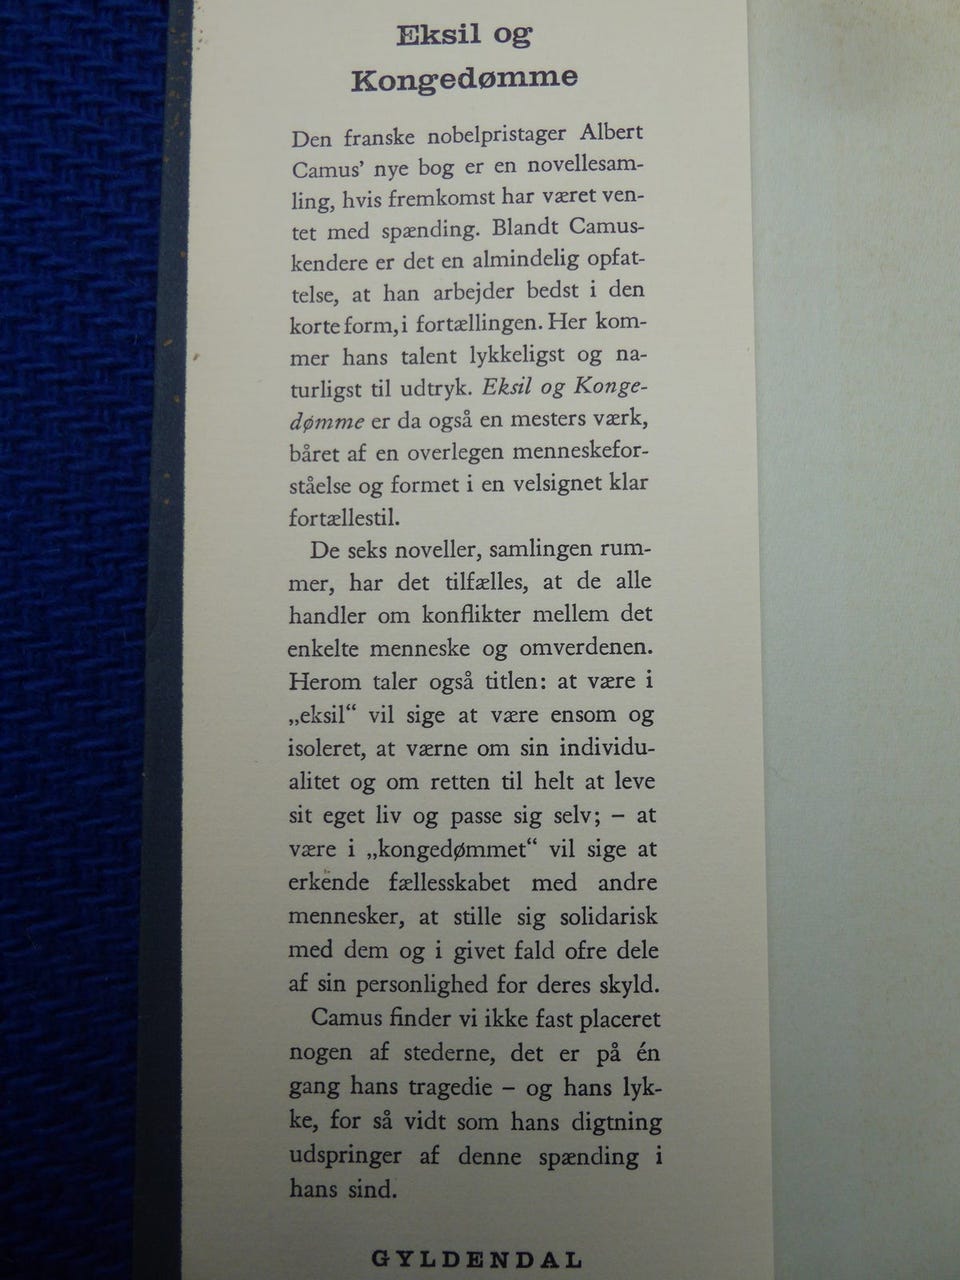 Eksil og
Kongedømme
Den franske nobelpristager Albert
Camus’ nye bog er en novellesam-
ling, hvis fremkomst har været ven-
tet med spænding. Blandt Camus-
kendere er det en almindelig opfat-
telse, at han arbejder bedst i den
korte form, i fortællingen. Her kom-
mer hans talent lykkeligst og na-
turligst til udtryk. Eksil og Konge-
dømme er da også en mesters værk,
båret af en overlegen menneskefor-
ståelse og formet i en velsignet klar
fortællestil.
De seks noveller, samlingen rum-
mer, har det tilfælles, at de alle
handler om konflikter mellem det
enkelte menneske og omverdenen.
Herom taler også titlen: at være i
„eksil“ vil sige at være ensom og
isoleret, at værne om sin individu-
alitet og om retten til helt at leve
sit eget liv og passe sig selv; – at
være i „kongedømmet“ vil sige at
erkende fællesskabet med andre
mennesker, at stille sig solidarisk
med dem og i givet fald ofre dele
af sin personlighed for deres skyld.
Camus finder vi ikke fast placeret
nogen af stederne, det er på én
gang hans tragedie – og hans lyk-
ke, for så vidt som hans digtning
udspringer af denne spænding i
hans sind.
GYLDENDAL